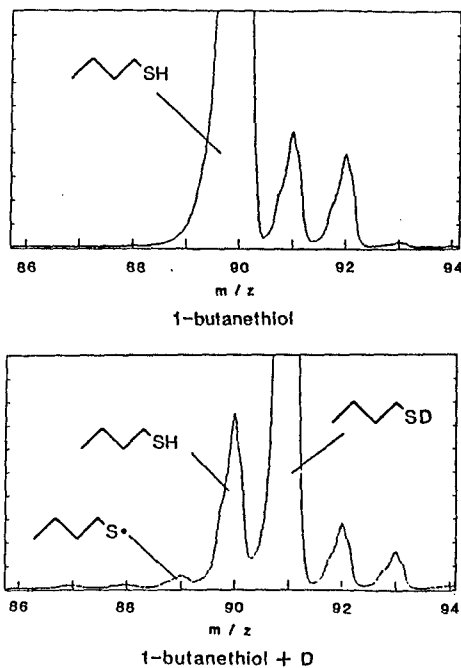 SH
86 88 90 92 94
m / z
1-butanethiol
SD
SH
S•
86 88 90 92 94
m / z
1-butanethiol + D